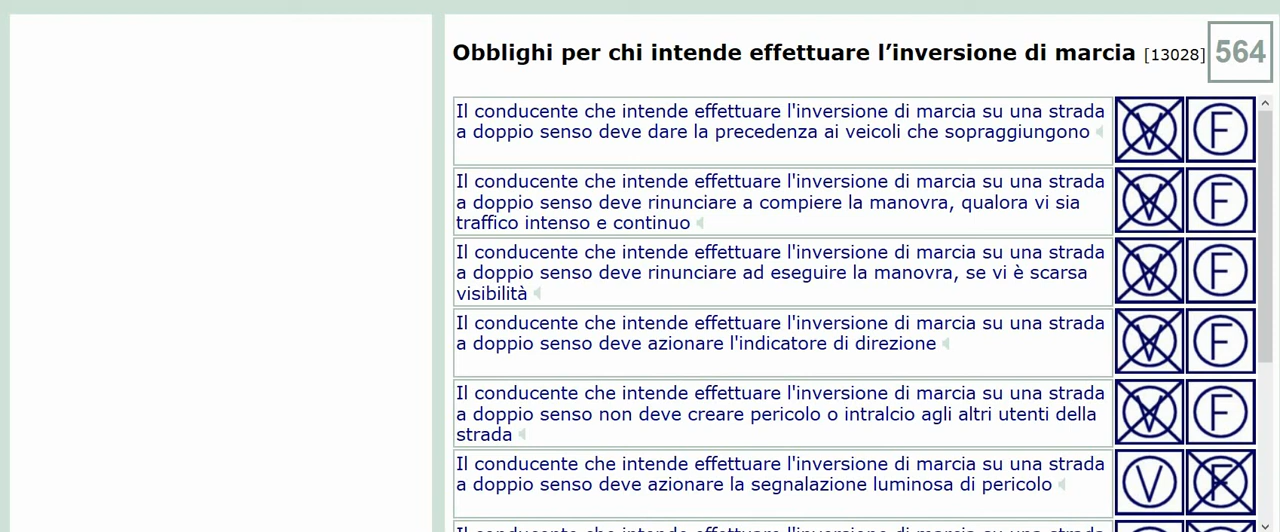 Obblighi per chi intende effettuare l’inversione di marcia [13028] 564
Il conducente che intende effettuare l'inversione di marcia su una strada
a doppio senso deve dare la precedenza ai veicoli che sopraggiungono
V F
Il conducente che intende effettuare l'inversione di marcia su una strada
a doppio senso deve rinunciare a compiere la manovra, qualora vi sia
traffico intenso e continuo
V F
Il conducente che intende effettuare l'inversione di marcia su una strada
a doppio senso deve rinunciare ad eseguire la manovra, se vi è scarsa
visibilità
V F
Il conducente che intende effettuare l'inversione di marcia su una strada
a doppio senso deve azionare l'indicatore di direzione
V F
Il conducente che intende effettuare l'inversione di marcia su una strada
a doppio senso non deve creare pericolo o intralcio agli altri utenti della
strada
V F
Il conducente che intende effettuare l'inversione di marcia su una strada
a doppio senso deve azionare la segnalazione luminosa di pericolo
V F